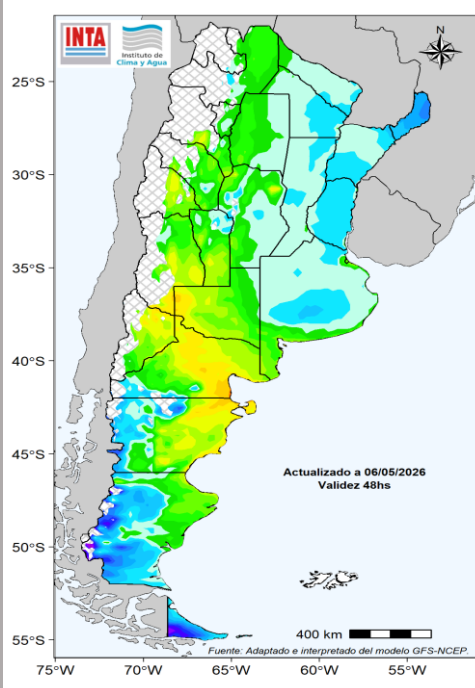 INTA
Instituto de
Clima y Agua
N
25°S
30°S
35°S
40°S
45°S
50°S
55°S
Actualizado a 06/05/2026
Validez 48hs
400 km
Fuente: Adaptado e interpretado del modelo GFS-NCEP.
75°W
70°W
65°W
60°W
55°W